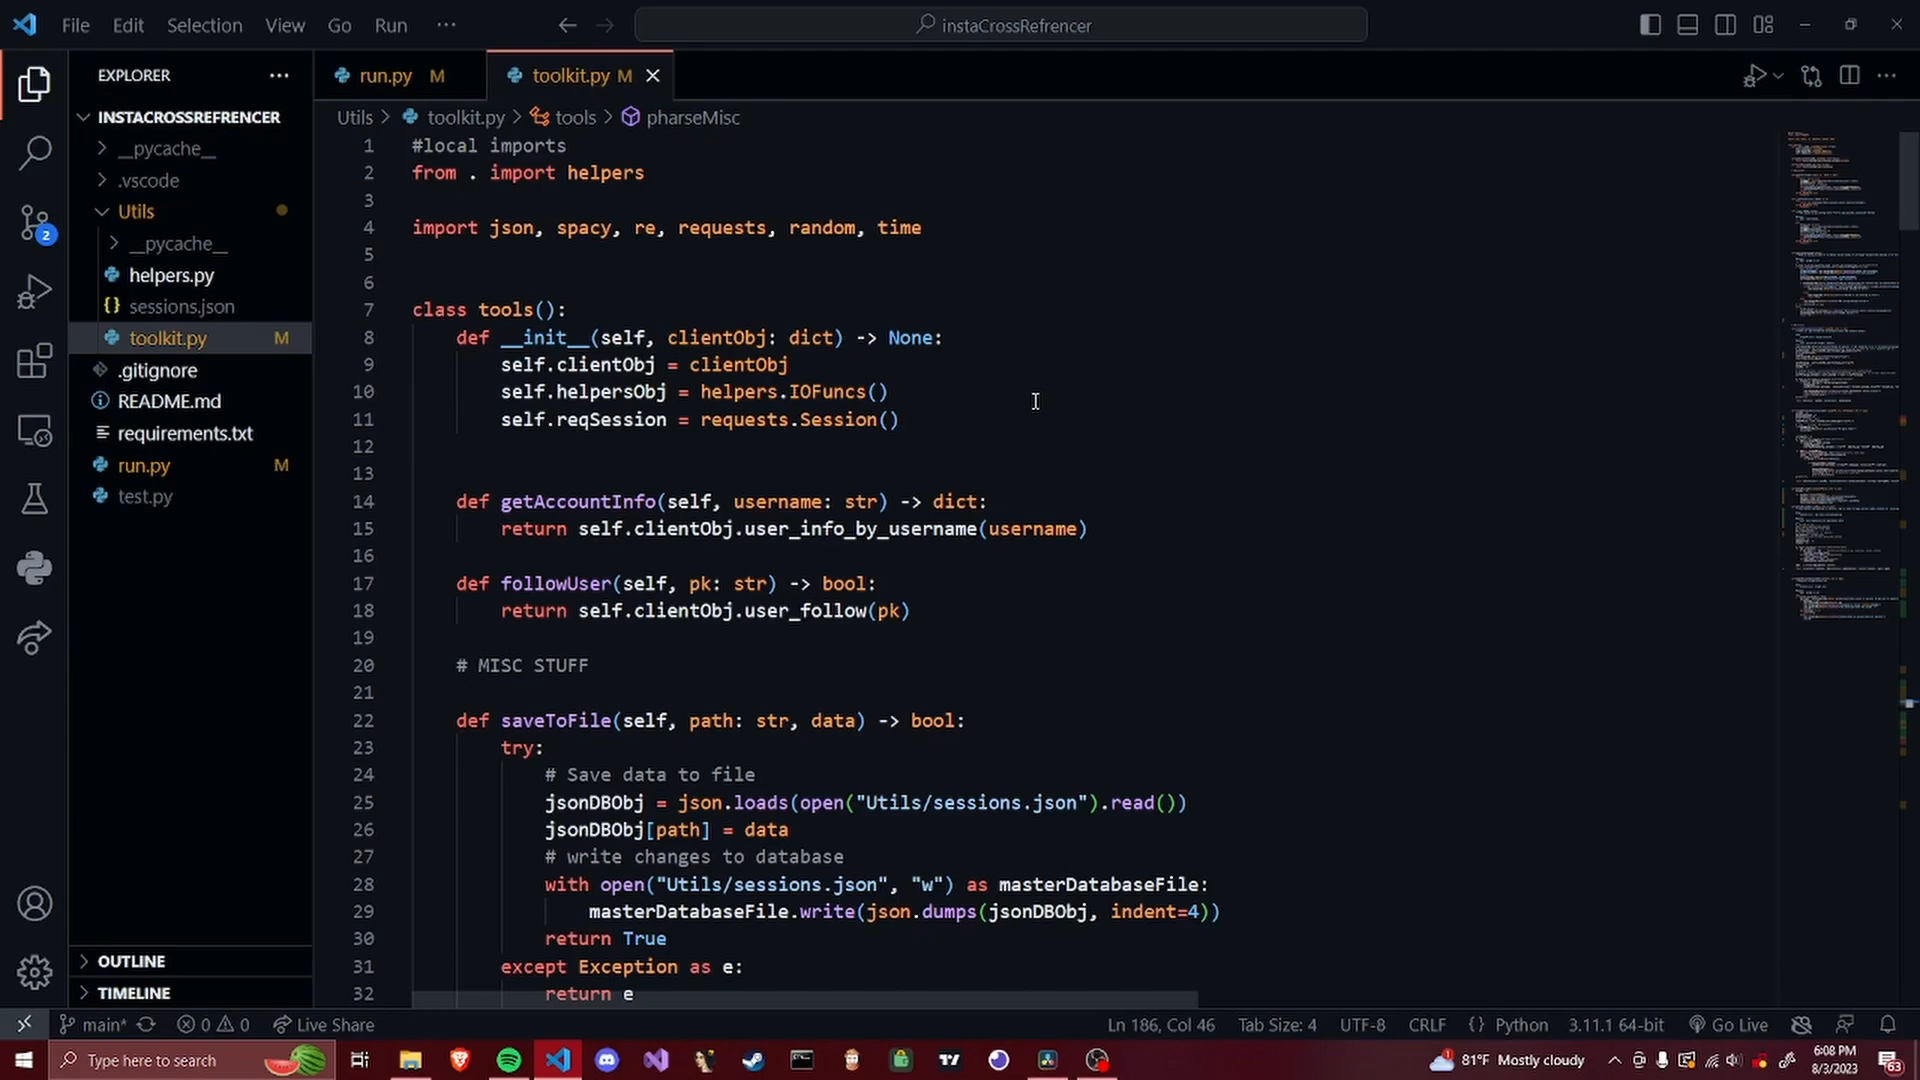 File Edit Selection View Go Run ···
instaCrossRefrencer
EXPLORER ···
INSTACROSSREFRENCER
__pycache__
.vscode
Utils
__pycache__
helpers.py
sessions.json
toolkit.py M
.gitignore
README.md
requirements.txt
run.py M
test.py
OUTLINE
TIMELINE
2
run.py M
toolkit.py M
Utils > toolkit.py > tools > pharseMisc
1 #local imports
2 from . import helpers
3
4 import json, spacy, re, requests, random, time
5
6
7 class tools():
8 def __init__(self, clientObj: dict) -> None:
9 self.clientObj = clientObj
10 self.helpersObj = helpers.IOFuncs()
11 self.reqSession = requests.Session()
12
13
14 def getAccountInfo(self, username: str) -> dict:
15 return self.clientObj.user_info_by_username(username)
16
17 def followUser(self, pk: str) -> bool:
18 return self.clientObj.user_follow(pk)
19
20 # MISC STUFF
21
22 def saveToFile(self, path: str, data) -> bool:
23 try:
24 # Save data to file
25 jsonDBObj = json.loads(open("Utils/sessions.json").read())
26 jsonDBObj[path] = data
27 # write changes to database
28 with open("Utils/sessions.json", "w") as masterDatabaseFile:
29 masterDatabaseFile.write(json.dumps(jsonDBObj, indent=4))
30 return True
31 except Exception as e:
32 return e
main* 0 0 Live Share
Ln 186, Col 46 Tab Size: 4 UTF-8 CRLF {} Python 3.11.1 64-bit Go Live
Type here to search
81°F Mostly cloudy
6:08 PM
8/3/2023
63